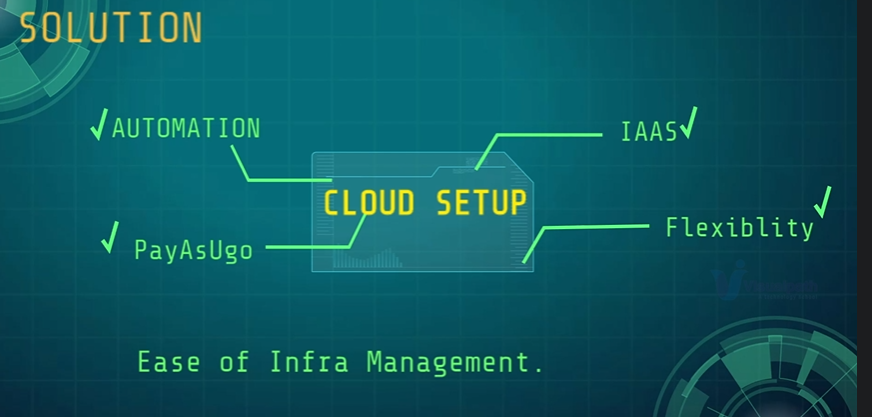 SOLUTION
AUTOMATION
IAAS
CLOUD SETUP
Flexiblity
PayAsUgo
Ease of Infra Management.